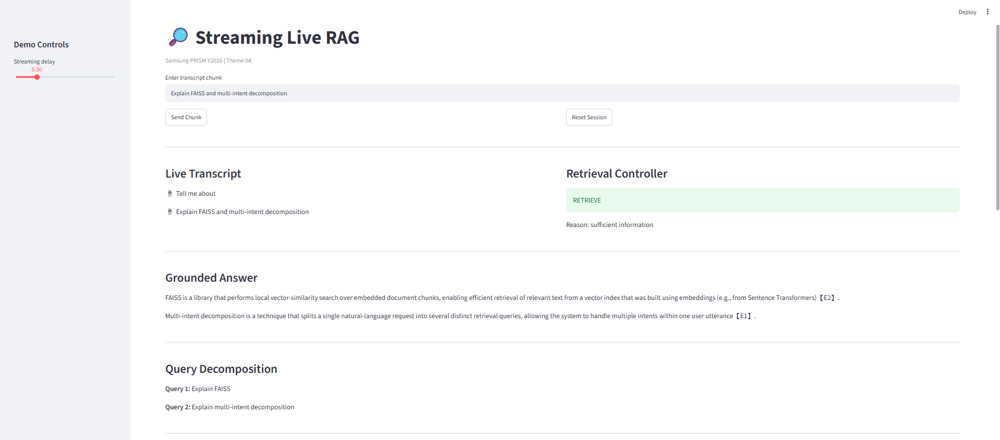 Deploy
Demo Controls
Streaming delay
0.50
Streaming Live RAG
Samsung PRISM Y2026 | Theme 04
Enter transcript chunk
Explain FAISS and multi-intent decomposition
Send Chunk
Reset Session
Live Transcript
Tell me about
Explain FAISS and multi-intent decomposition
Retrieval Controller
RETRIEVE
Reason: sufficient information
Grounded Answer
FAISS is a library that performs local vector-similarity search over embedded document chunks, enabling efficient retrieval of relevant text from a vector index that was built using embeddings (e.g., from Sentence Transformers)【E2】.
Multi-intent decomposition is a technique that splits a single natural-language request into several distinct retrieval queries, allowing the system to handle multiple intents within one user utterance【E1】.
Query Decomposition
Query 1: Explain FAISS
Query 2: Explain multi-intent decomposition